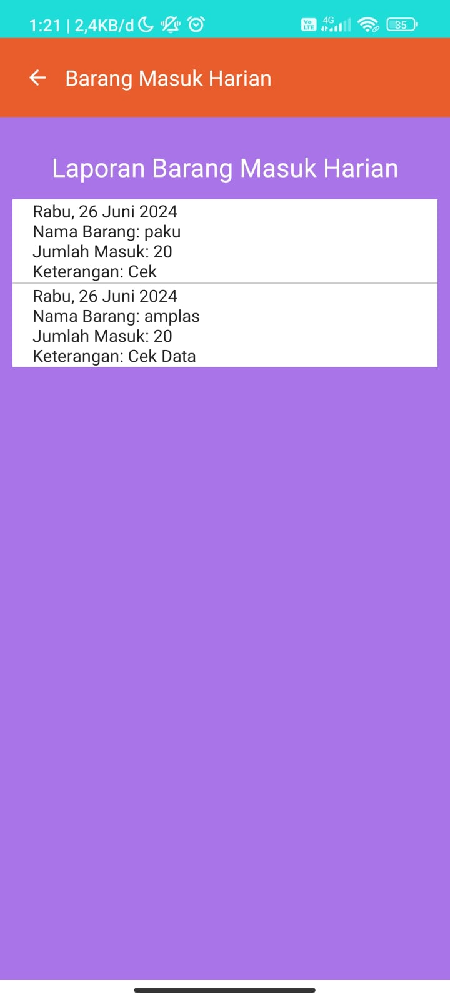 1:21 | 2,4KB/d
Vo LTE 4G 35
Barang Masuk Harian
Laporan Barang Masuk Harian
Rabu, 26 Juni 2024
Nama Barang: paku
Jumlah Masuk: 20
Keterangan: Cek
Rabu, 26 Juni 2024
Nama Barang: amplas
Jumlah Masuk: 20
Keterangan: Cek Data